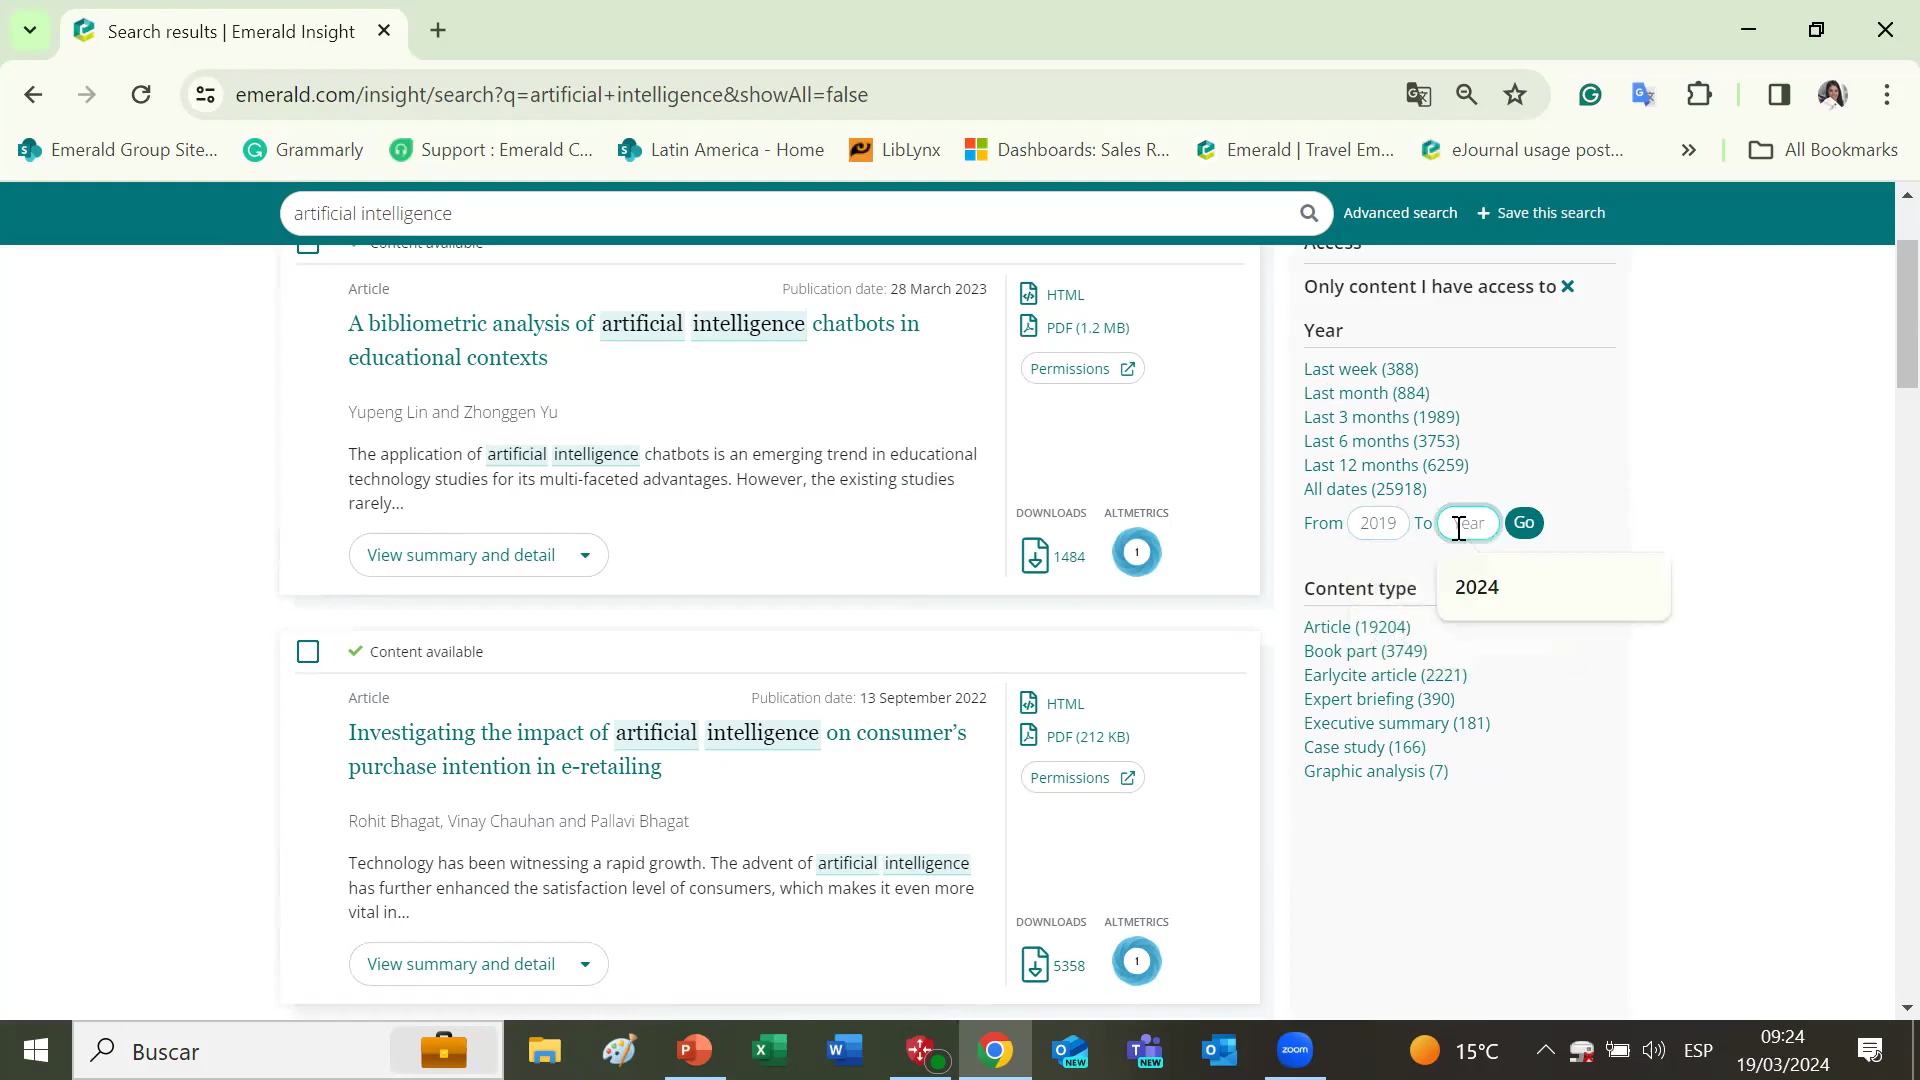 Search results | Emerald Insight
emerald.com/insight/search?q=artificial+intelligence&showAll=false
Emerald Group Site...
Grammarly
Support : Emerald C...
Latin America - Home
LibLynx
Dashboards: Sales R...
Emerald | Travel Em...
eJournal usage post...
All Bookmarks
artificial intelligence
Advanced search
+ Save this search
Content available
Article
Publication date: 28 March 2023
A bibliometric analysis of artificial intelligence chatbots in
educational contexts
Yupeng Lin and Zhonggen Yu
The application of artificial intelligence chatbots is an emerging trend in educational
technology studies for its multi-faceted advantages. However, the existing studies
rarely...
View summary and detail
HTML
PDF (1.2 MB)
Permissions
DOWNLOADS
ALTMETRICS
1484
1
Content available
Article
Publication date: 13 September 2022
Investigating the impact of artificial intelligence on consumer's
purchase intention in e-retailing
Rohit Bhagat, Vinay Chauhan and Pallavi Bhagat
Technology has been witnessing a rapid growth. The advent of artificial intelligence
has further enhanced the satisfaction level of consumers, which makes it even more
vital in...
View summary and detail
HTML
PDF (212 KB)
Permissions
DOWNLOADS
ALTMETRICS
5358
1
Access
Only content I have access to
Year
Last week (388)
Last month (884)
Last 3 months (1989)
Last 6 months (3753)
Last 12 months (6259)
All dates (25918)
From 2019 To Year Go
2024
Content type
Article (19204)
Book part (3749)
Earlycite article (2221)
Expert briefing (390)
Executive summary (181)
Case study (166)
Graphic analysis (7)
Buscar
NEW
NEW
zoom
15°C
ESP
09:24
19/03/2024